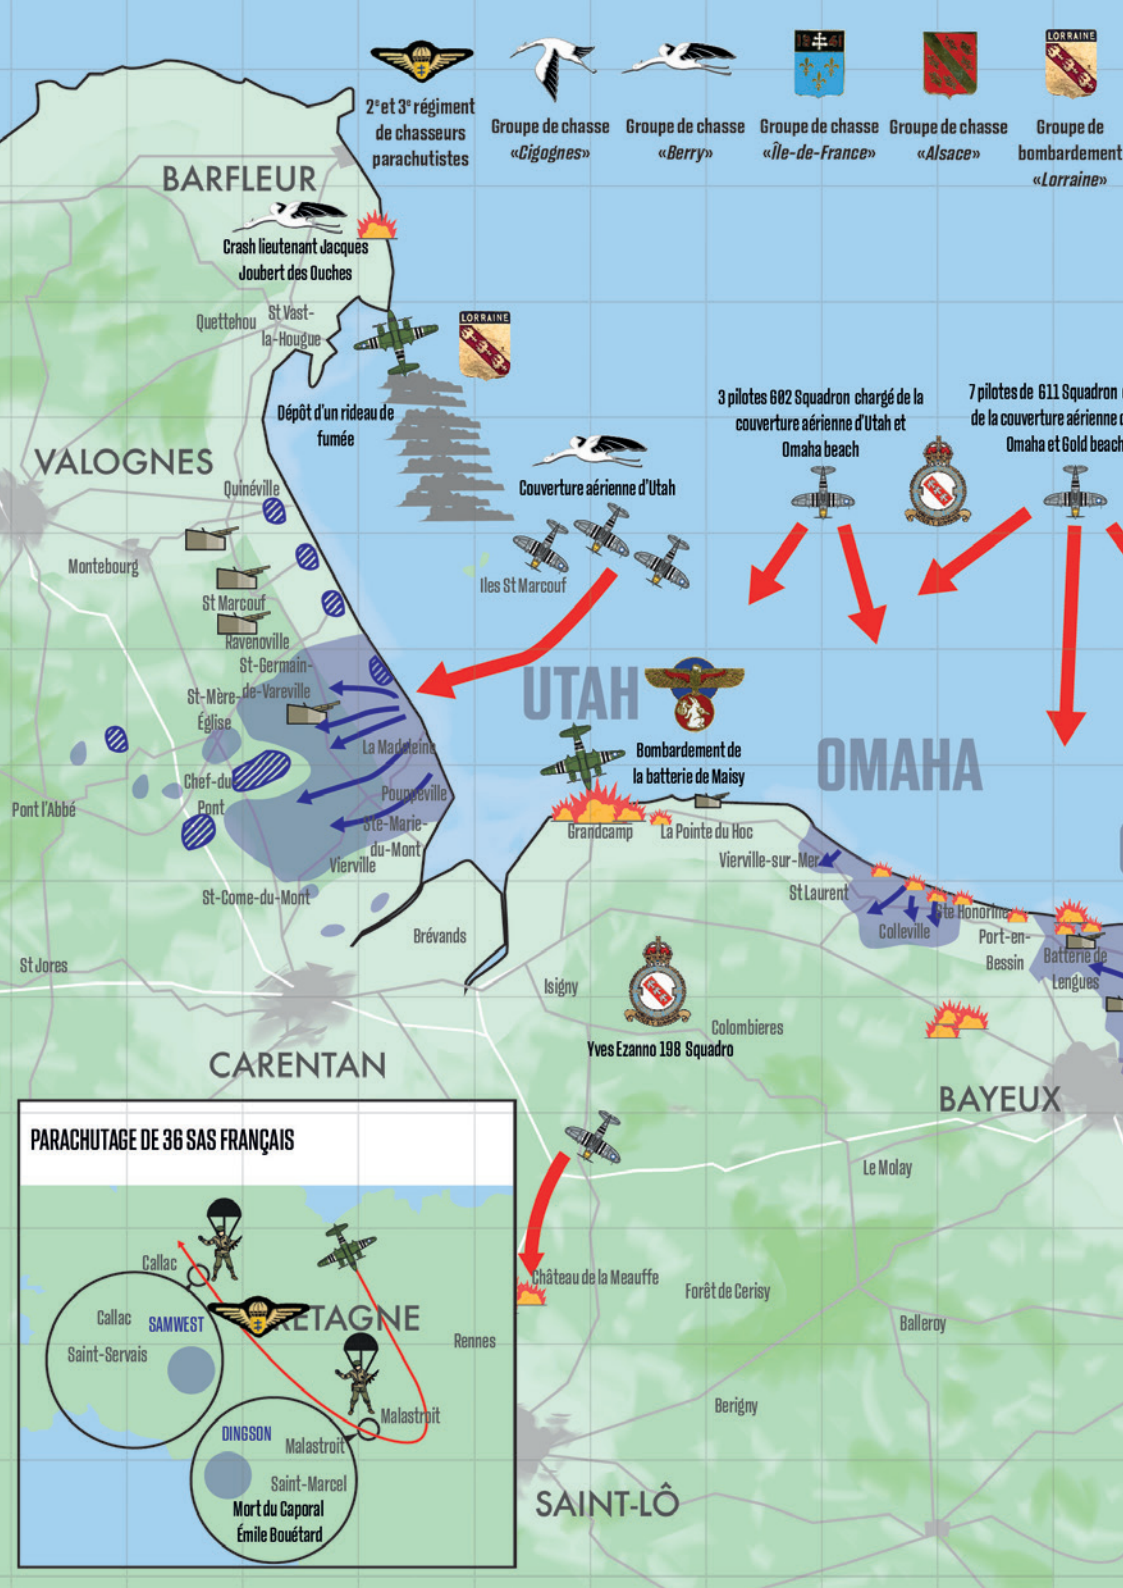 2e et 3e régiment
de chasseurs
parachutistes
Groupe de chasse
«Cigognes»
Groupe de chasse
«Berry»
Groupe de chasse
«Île-de-France»
Groupe de chasse
«Alsace»
LORRAINE
Groupe de
bombardement
«Lorraine»
BARFLEUR
Crash lieutenant Jacques
Joubert des Ouches
Quettehou
St Vast-
la-Hougue
LORRAINE
Dépôt d'un rideau de
fumée
3 pilotes 602 Squadron chargé de la
couverture aérienne d'Utah et
Omaha beach
7 pilotes de 611 Squadron
de la couverture aérienne
Omaha et Gold beach
VALOGNES
Quinéville
Couverture aérienne d'Utah
Montebourg
Iles St Marcouf
St Marcouf
Ravenoville
St-Germain-
de-Vareville
St-Mère-
Église
UTAH
La Madeleine
Bombardement de
la batterie de Maisy
OMAHA
Chef-du
Pont
Pouppeville
Pont l'Abbé
Ste-Marie-
du-Mont
Vierville
Grandcamp
La Pointe du Hoc
Vierville-sur-Mer
St Laurent
St-Come-du-Mont
Colleville
Ste Honorine
Port-en-
Bessin
Batterie de
Lengues
Brévands
St Jores
Isigny
Colombieres
Yves Ezanno 198 Squadro
CARENTAN
BAYEUX
Le Molay
PARACHUTAGE DE 36 SAS FRANÇAIS
Callac
Callac
SAMWEST
Saint-Servais
RETAGNE
Rennes
Malastroit
DINGSON
Malastroit
Saint-Marcel
Mort du Caporal
Émile Bouétard
Château de la Meauffe
Forêt de Cerisy
Balleroy
Berigny
SAINT-LÔ